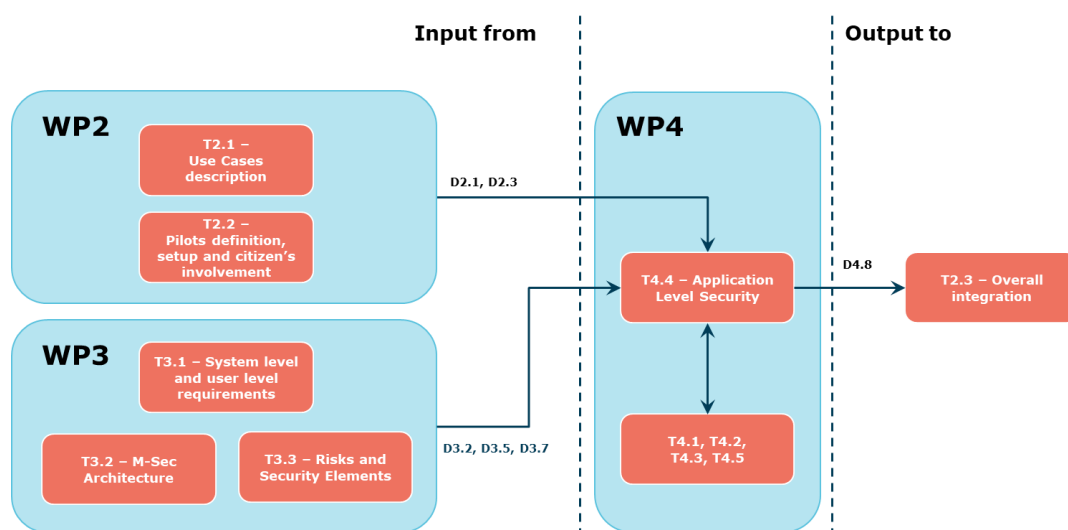 Input from
Output to
WP2
T2.1 –
Use Cases
description
T2.2 –
Pilots definition,
setup and citizen’s
involvement
D2.1, D2.3
WP3
T3.1 – System level
and user level
requirements
T3.2 – M-Sec
Architecture
T3.3 – Risks and
Security Elements
D3.2, D3.5, D3.7
WP4
T4.4 – Application
Level Security
T4.1, T4.2,
T4.3, T4.5
D4.8
T2.3 – Overall
integration